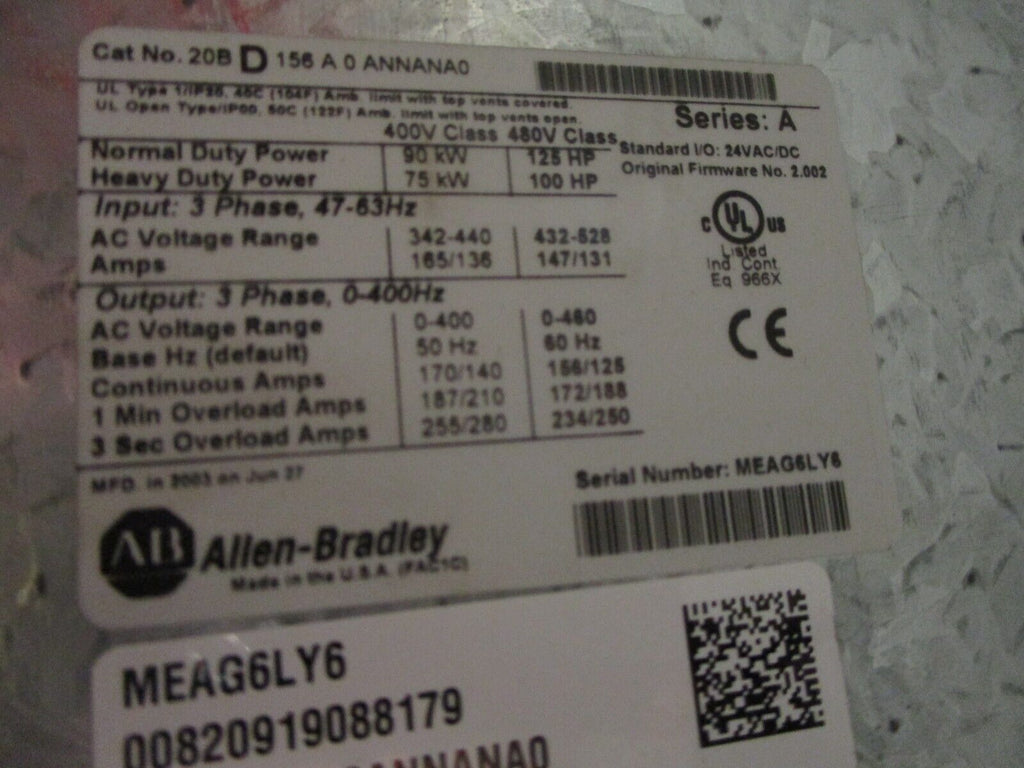 Cat No. 20B D 156 A 0 ANNANA0
UL Type 1/IP20, 40C (104F) Amb. limit with top vents covered.
UL Open Type/IP00, 50C (122F) Amb. limit with top vents open.
Series: A
400V Class 480V Class
Standard I/O: 24VAC/DC
Normal Duty Power 90 kW 125 HP
Original Firmware No. 2.002
Heavy Duty Power 75 kW 100 HP
Input: 3 Phase, 47-63Hz
AC Voltage Range 342-440 432-528
Amps 165/136 147/131
C UL US
Listed
Ind Cont
Eq 966X
Output: 3 Phase, 0-400Hz
AC Voltage Range 0-400 0-460
Base Hz (default) 50 Hz 60 Hz
CE
Continuous Amps 170/140 156/125
1 Min Overload Amps 187/210 172/188
3 Sec Overload Amps 255/280 234/250
MFD. in 2003 on Jun 27
Serial Number: MEAG6LY6
AB Allen-Bradley
Made in the U.S.A. (FAC1C)
MEAG6LY6
00820919088179
ANNANA0